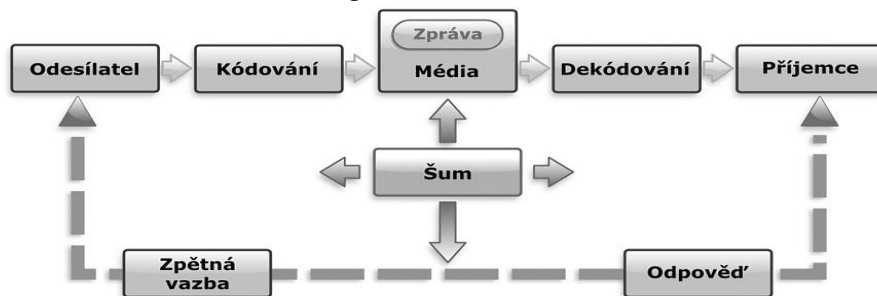 Zpráva
Odesílatel
Kódování
Média
Dekódování
Příjemce
Šum
Zpětná
vazba
Odpověď